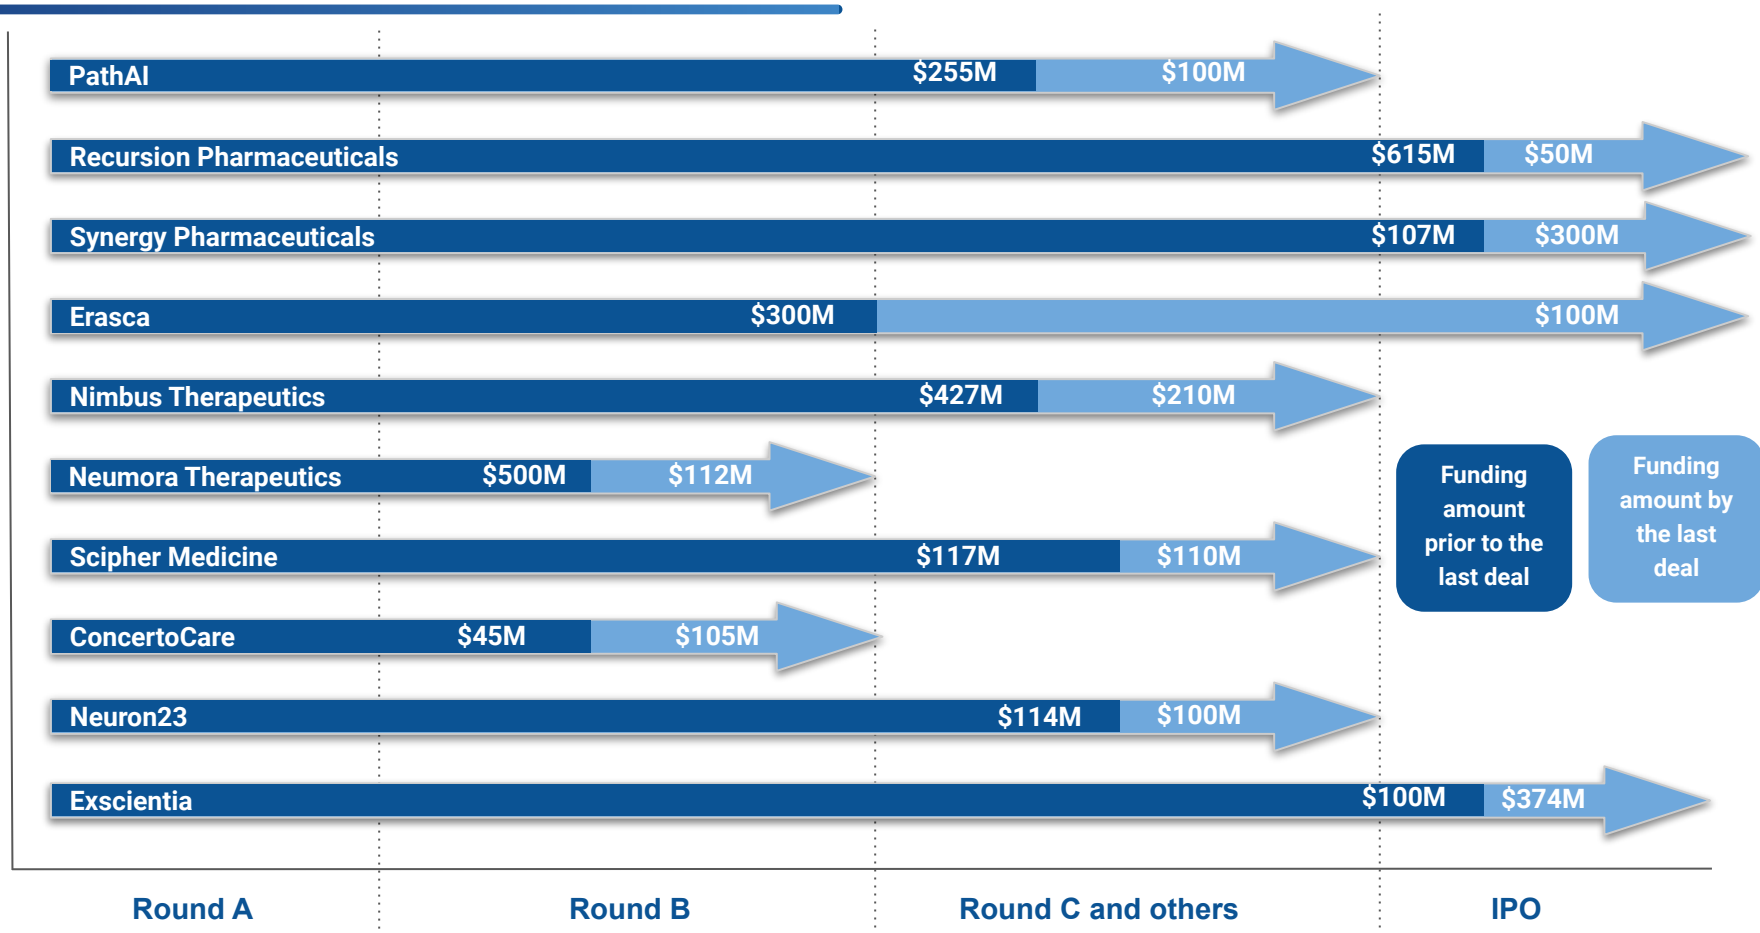 PathAI $255M $100M
Recursion Pharmaceuticals $615M $50M
Synergy Pharmaceuticals $107M $300M
Erasca $300M $100M
Nimbus Therapeutics $427M $210M
Neumora Therapeutics $500M $112M
Scipher Medicine $117M $110M
ConcertoCare $45M $105M
Neuron23 $114M $100M
Exscientia $100M $374M
Funding
amount
prior to the
last deal
Funding
amount by
the last
deal
Round A Round B Round C and others IPO